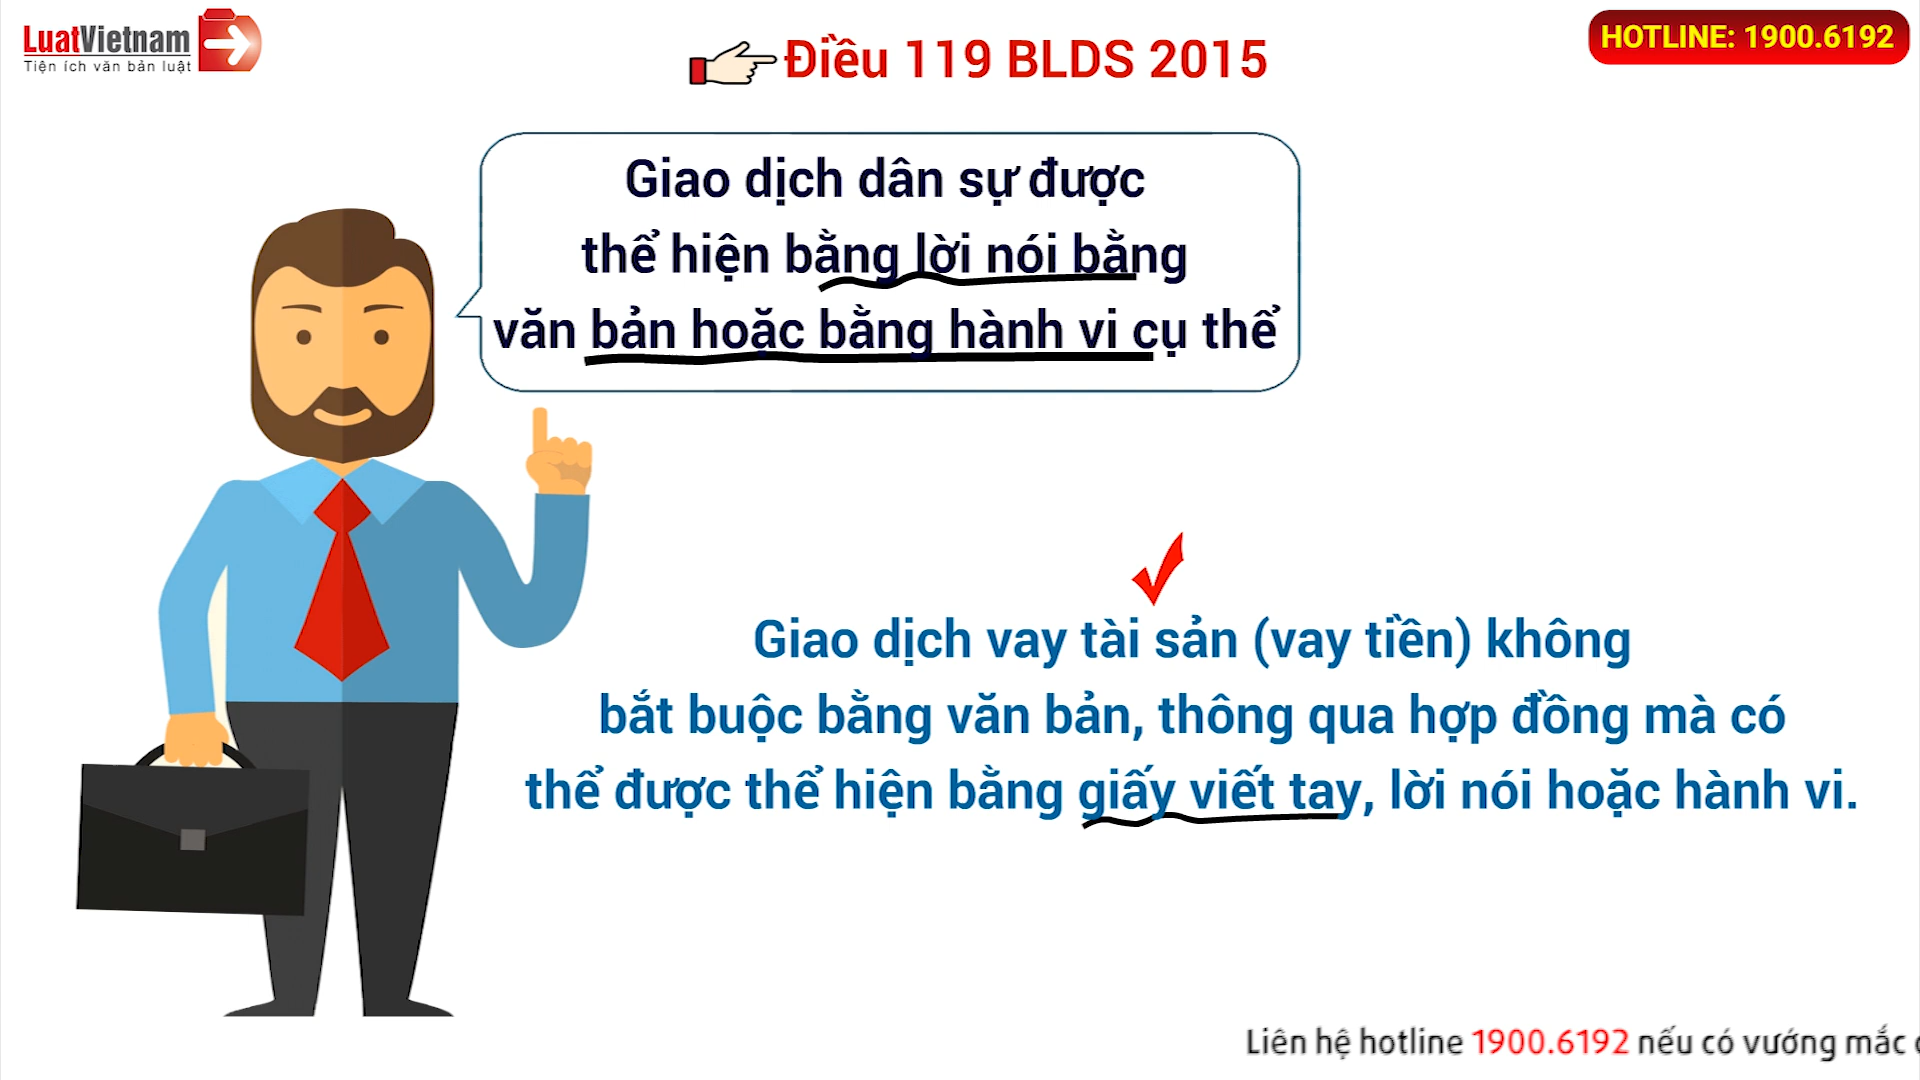 LuatVietnam
Tiện ích văn bản luật
Điều 119 BLDS 2015
HOTLINE: 1900.6192
Giao dịch dân sự được
thể hiện bằng lời nói bằng
văn bản hoặc bằng hành vi cụ thể
Giao dịch vay tài sản (vay tiền) không
bắt buộc bằng văn bản, thông qua hợp đồng mà có
thể được thể hiện bằng giấy viết tay, lời nói hoặc hành vi.
Liên hệ hotline 1900.6192 nếu có vướng mắc